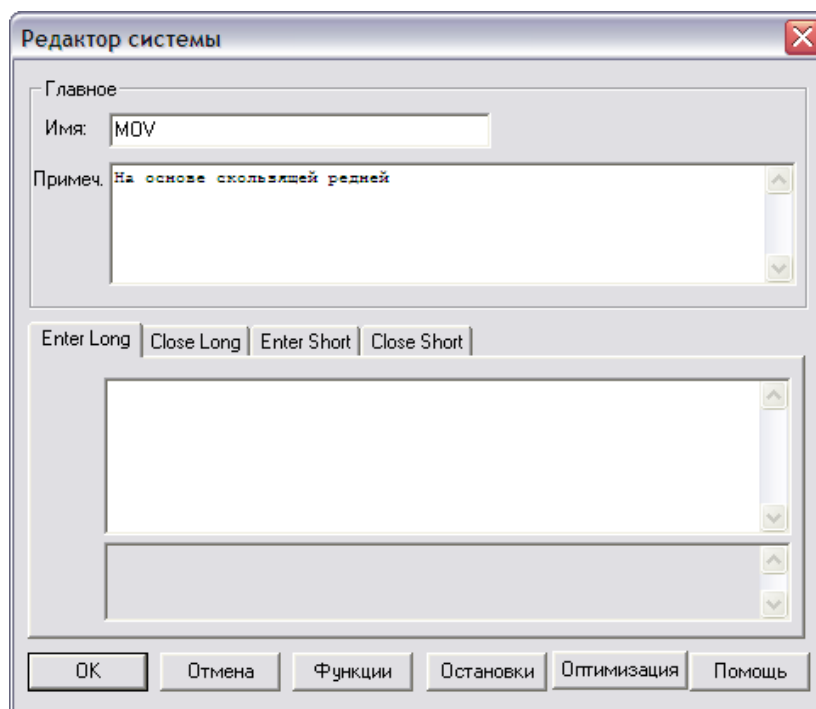 Редактор системы
Главное
Имя: MOV
Примеч. На основе скользящей редней
Enter Long Close Long Enter Short Close Short
OK Отмена Функции Остановки Оптимизация Помощь